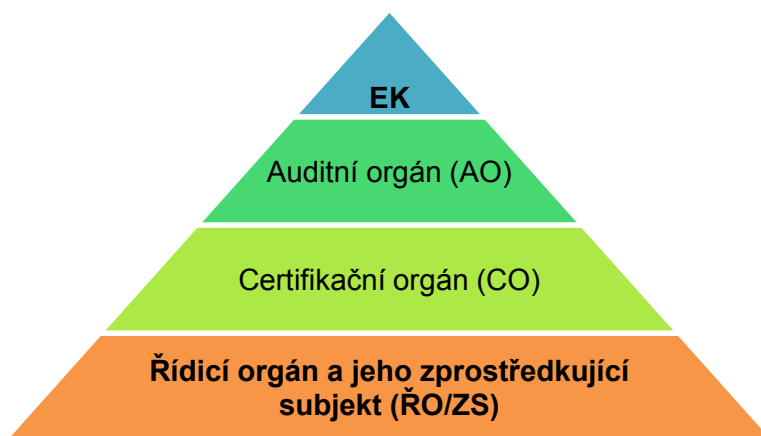 EK
Auditní orgán (AO)
Certifikační orgán (CO)
Řídicí orgán a jeho zprostředkující
subjekt (ŘO/ZS)